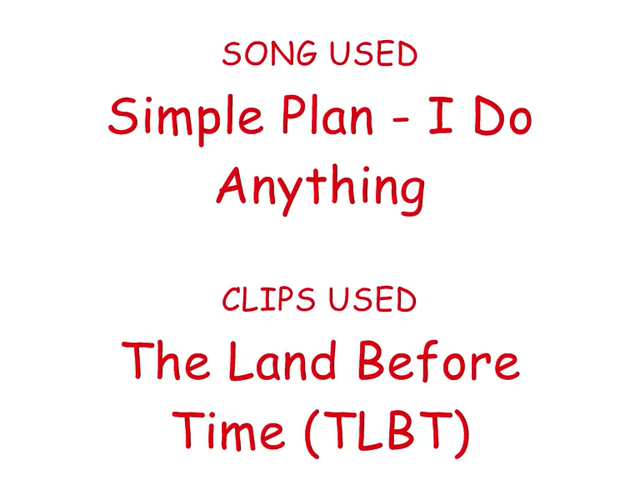 SONG USED
Simple Plan - I Do
Anything
CLIPS USED
The Land Before
Time (TLBT)